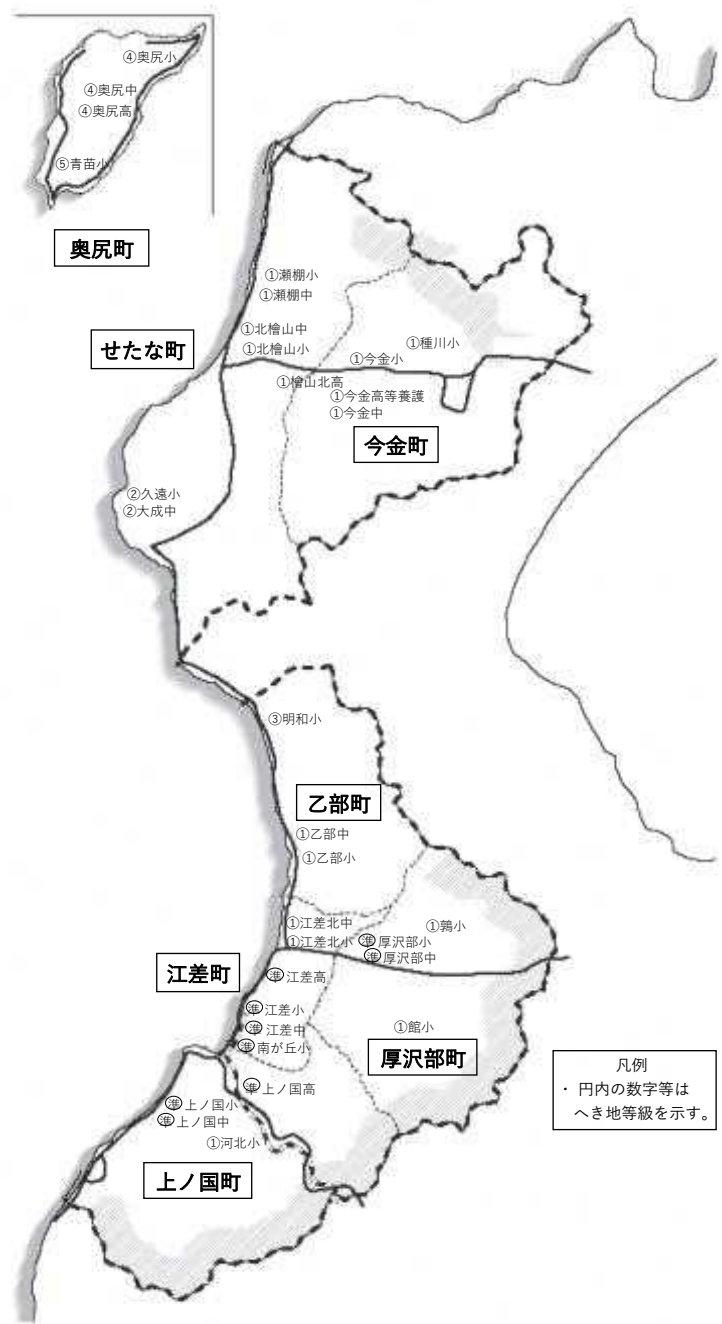 ④奥尻小
④奥尻中
④奥尻高
⑤青苗小
奥尻町
①瀬棚小
①瀬棚中
①北檜山中
①北檜山小
せたな町
①種川小
①今金小
①檜山北高
①今金高等養護
①今金中
今金町
②久遠小
②大成中
③明和小
乙部町
①乙部中
①乙部小
①江差北中
①江差北小
①鶉小
準厚沢部小
準厚沢部中
江差町
準江差高
準江差小
準江差中
準南が丘小
①館小
厚沢部町
準上ノ国高
準上ノ国小
準上ノ国中
①河北小
上ノ国町
凡例
・ 円内の数字等は
へき地等級を示す。